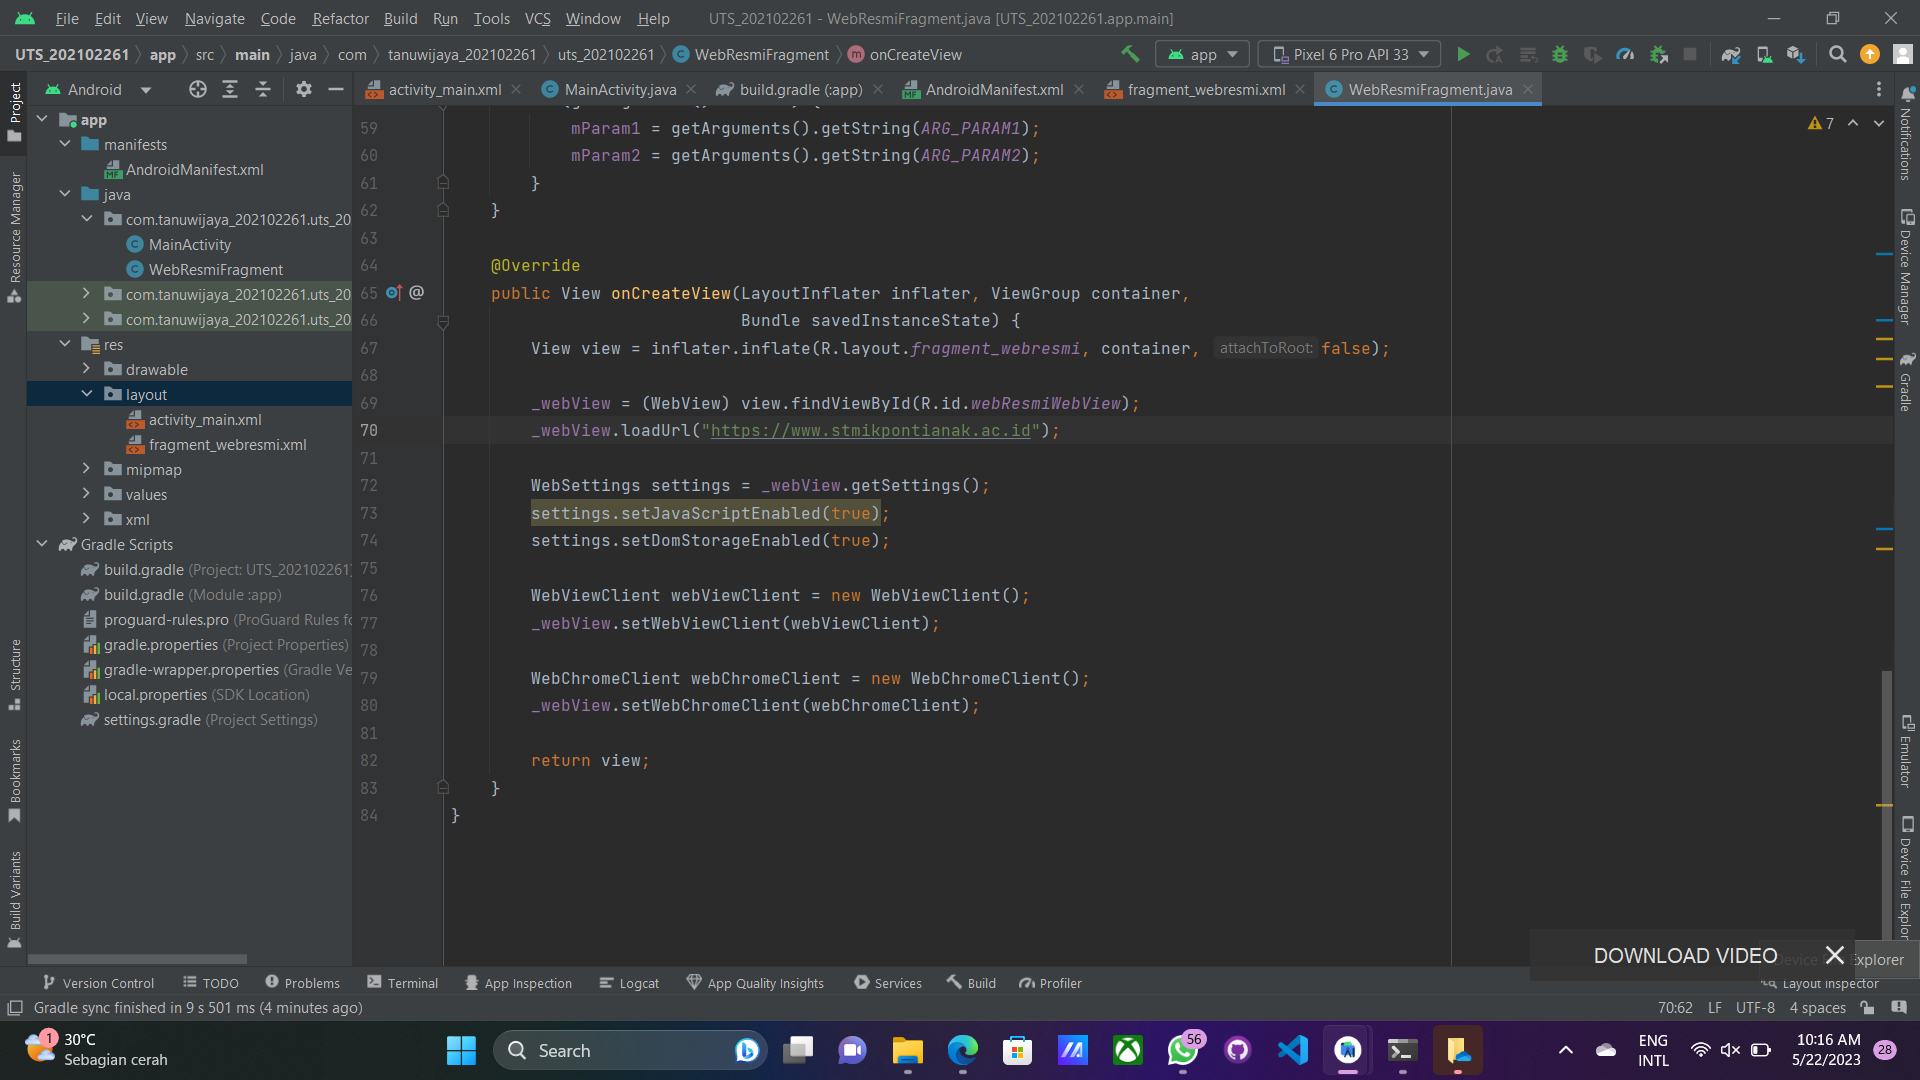 File Edit View Navigate Code Refactor Build Run Tools VCS Window Help UTS_202102261 - WebResmiFragment.java [UTS_202102261.app.main]
UTS_202102261 app src main java com tanuwijaya_202102261 uts_202102261 WebResmiFragment onCreateView app Pixel 6 Pro API 33
Android activity_main.xml MainActivity.java build.gradle (:app) AndroidManifest.xml fragment_webresmi.xml WebResmiFragment.java
Project
Resource Manager
Structure
Bookmarks
Build Variants
app
manifests
AndroidManifest.xml
java
com.tanuwijaya_202102261.uts_20
MainActivity
WebResmiFragment
com.tanuwijaya_202102261.uts_20
com.tanuwijaya_202102261.uts_20
res
drawable
layout
activity_main.xml
fragment_webresmi.xml
mipmap
values
xml
Gradle Scripts
build.gradle (Project: UTS_202102261)
build.gradle (Module :app)
proguard-rules.pro (ProGuard Rules fo
gradle.properties (Project Properties)
gradle-wrapper.properties (Gradle Ve
local.properties (SDK Location)
settings.gradle (Project Settings)
7
59 mParam1 = getArguments().getString(ARG_PARAM1);
60 mParam2 = getArguments().getString(ARG_PARAM2);
61 }
62 }
63
64 @Override
65 @ public View onCreateView(LayoutInflater inflater, ViewGroup container,
66 Bundle savedInstanceState) {
67 View view = inflater.inflate(R.layout.fragment_webresmi, container, attachToRoot: false);
68
69 _webView = (WebView) view.findViewById(R.id.webResmiWebView);
70 _webView.loadUrl("https://www.stmikpontianak.ac.id");
71
72 WebSettings settings = _webView.getSettings();
73 settings.setJavaScriptEnabled(true);
74 settings.setDomStorageEnabled(true);
75
76 WebViewClient webViewClient = new WebViewClient();
77 _webView.setWebViewClient(webViewClient);
78
79 WebChromeClient webChromeClient = new WebChromeClient();
80 _webView.setWebChromeClient(webChromeClient);
81
82 return view;
83 }
84 }
Notifications
Device Manager
Gradle
Emulator
Device File Explor
DOWNLOAD VIDEO
Explorer
Version Control TODO Problems Terminal App Inspection Logcat App Quality Insights Services Build Profiler Layout Inspector
Gradle sync finished in 9 s 501 ms (4 minutes ago) 70:62 LF UTF-8 4 spaces
1 30°C
Sebagian cerah
Search
56
ENG
INTL
10:16 AM
5/22/2023
28